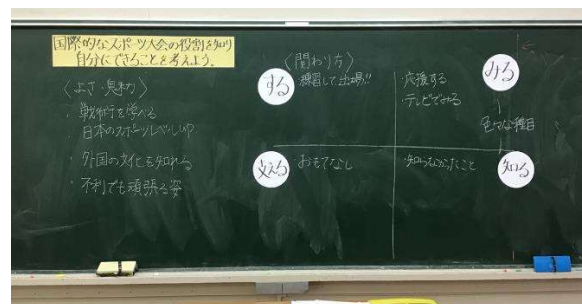 国際的なスポーツ大会の役割を知り
自分にできることを考えよう。
〈よさ・魅力〉
・戦術を学べる
日本のスポーツレベルup
・外国の文化を知れる
・不利でも頑張る姿
〈関わり方〉
する
・練習して出場!!
みる
・応援する
・テレビでみる
色々な種目
支える
おもてなし
・知らなかったこと
知る